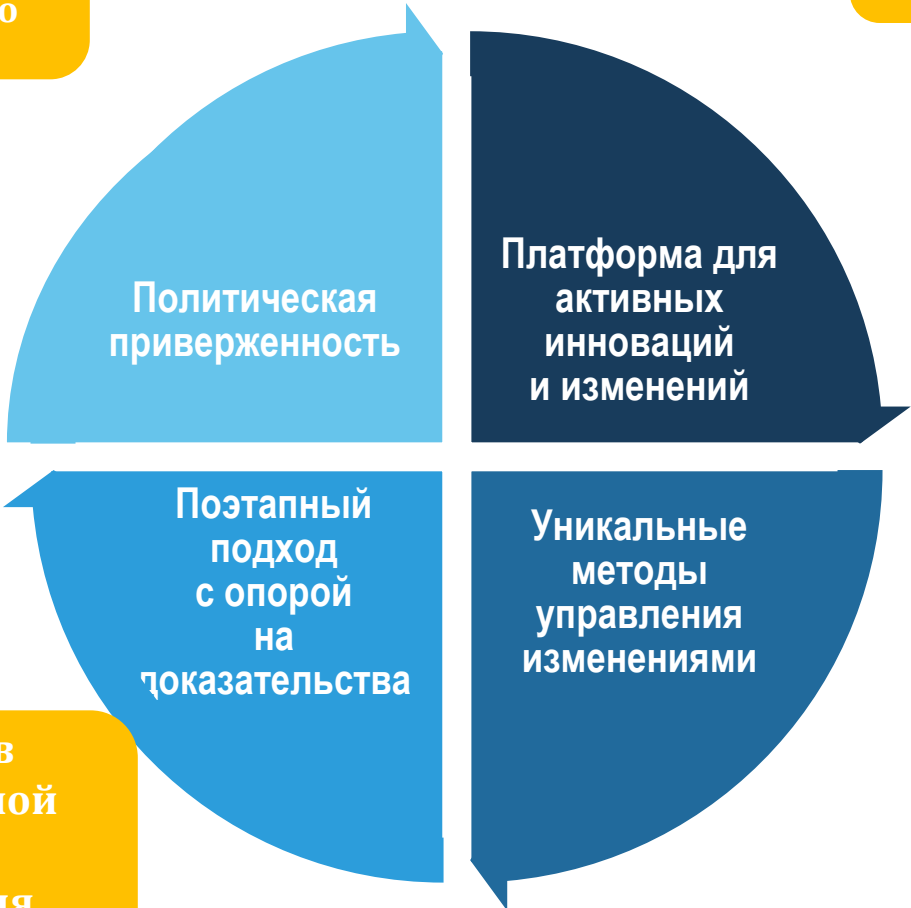 Политическая
приверженность
Платформа для
активных
инноваций
и изменений
Поэтапный
подход
с опорой
на
доказательства
Уникальные
методы
управления
изменениями